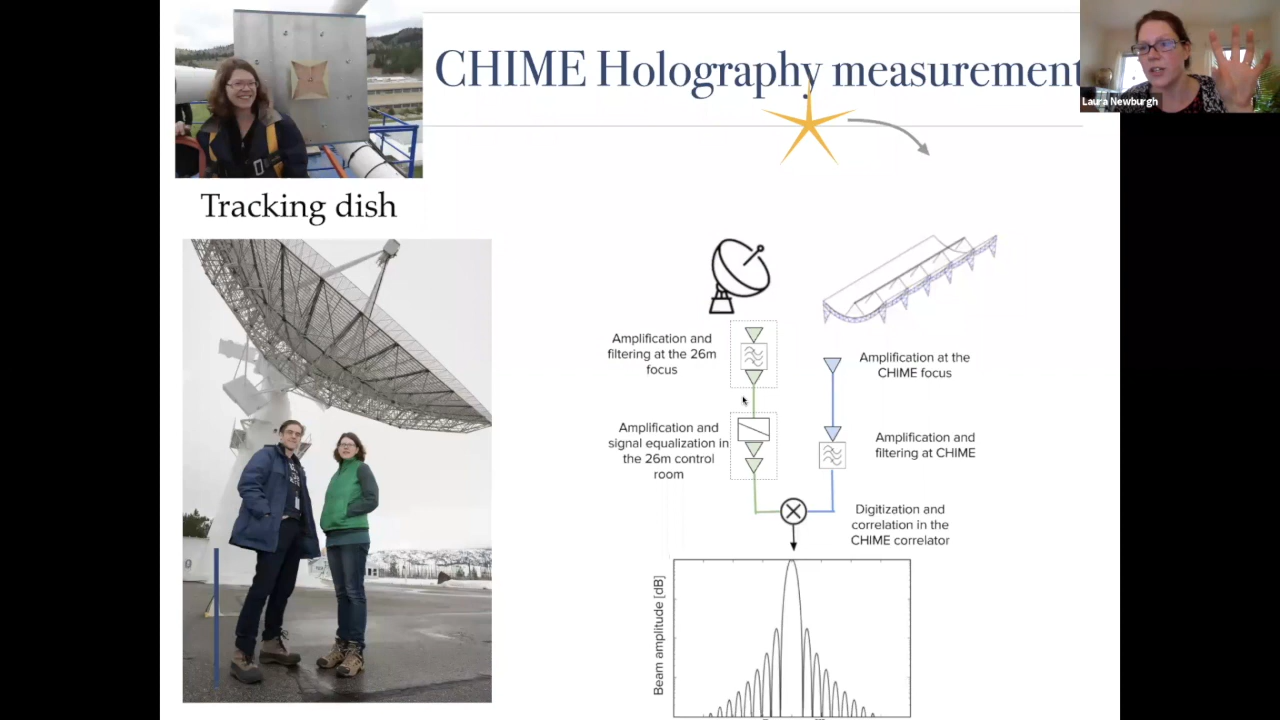 CHIME Holography measurement
Laura Newburgh
Tracking dish
Amplification and
filtering at the 26m
focus
Amplification at the
CHIME focus
Amplification and
signal equalization in
the 26m control
room
Amplification and
filtering at CHIME
Digitization and
correlation in the
CHIME correlator
Beam amplitude [dB]